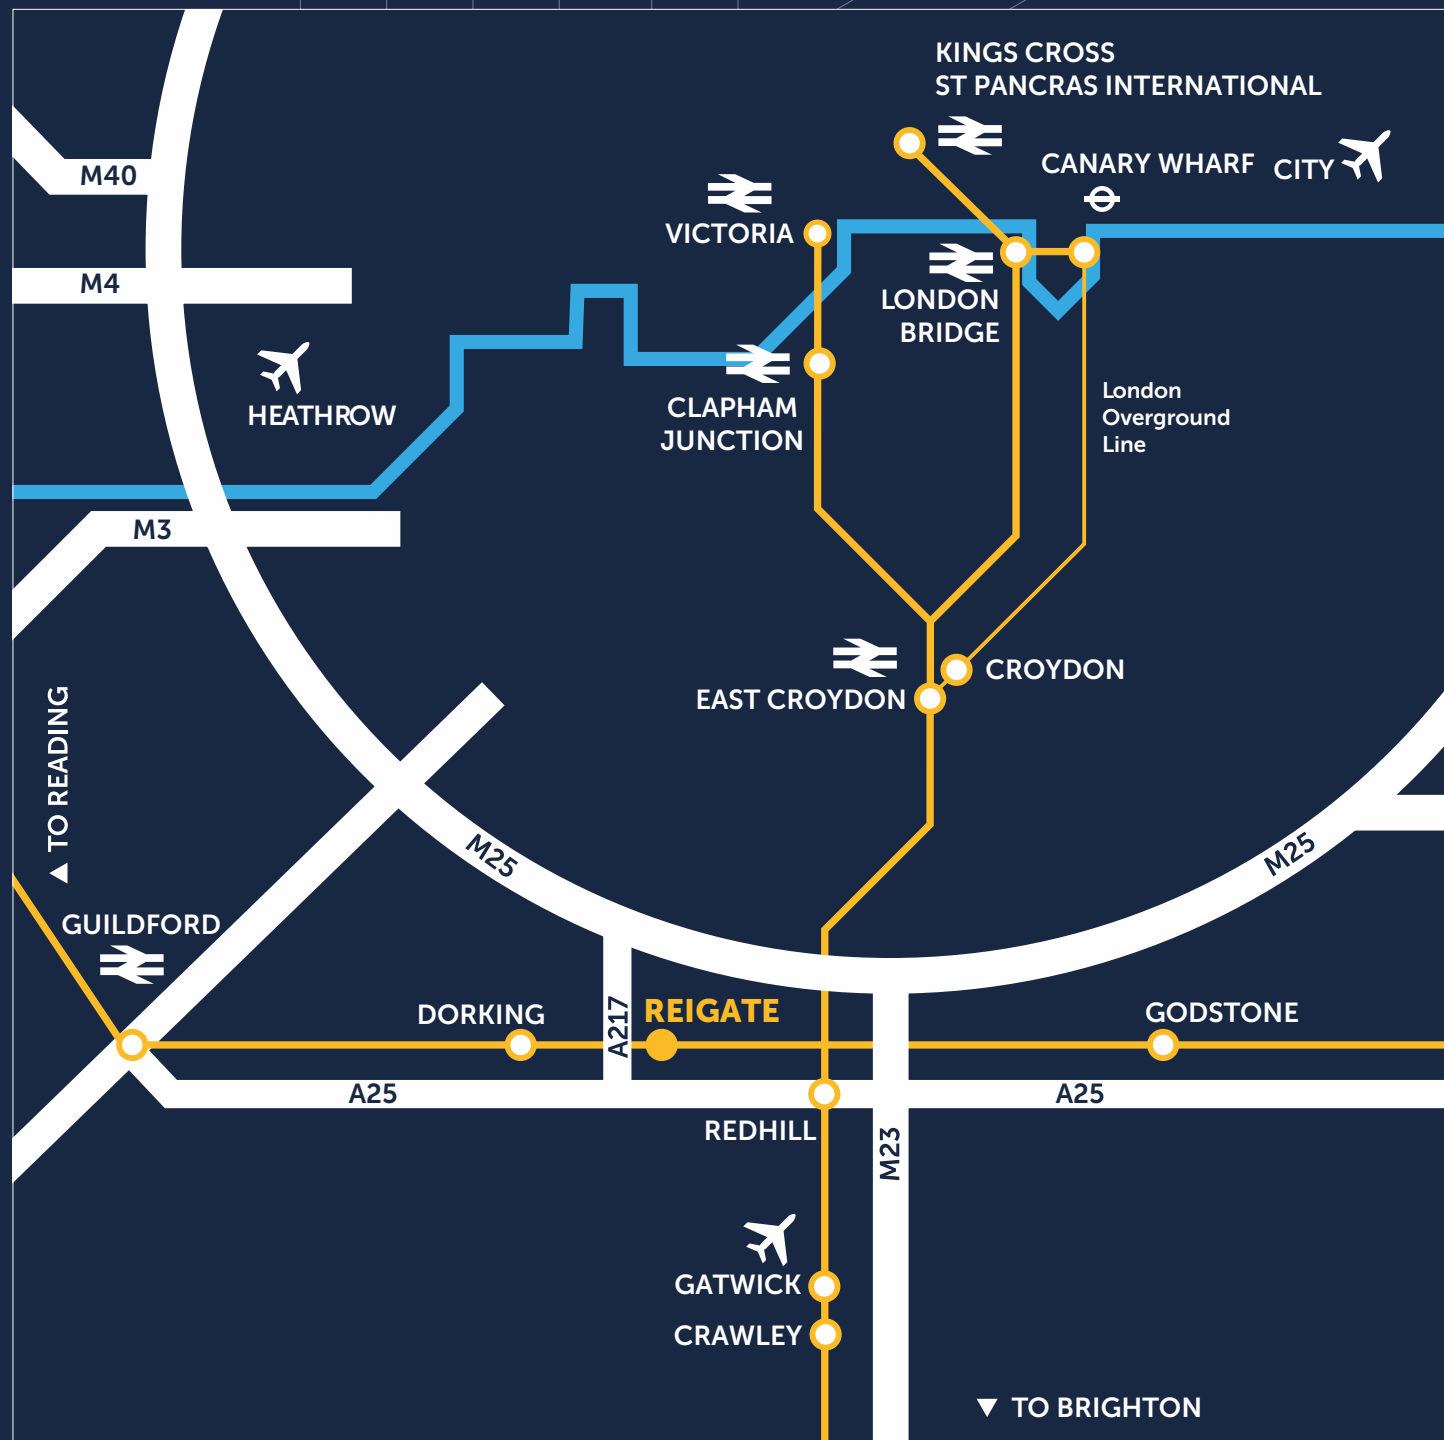 KINGS CROSS
ST PANCRAS INTERNATIONAL
CANARY WHARF
CITY
M40
VICTORIA
M4
LONDON
BRIDGE
HEATHROW
CLAPHAM
JUNCTION
London
Overground
Line
M3
CROYDON
EAST CROYDON
TO READING
M25
M25
GUILDFORD
DORKING
A217
REIGATE
GODSTONE
A25
A25
REDHILL
M23
GATWICK
CRAWLEY
TO BRIGHTON